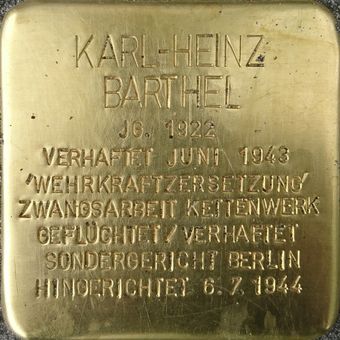 KARL-HEINZ
BARTHEL
JG. 1922
VERHAFTET JUNI 1943
'WEHRKRAFTZERSETZUNG'
ZWANGSARBEIT KETTENWERK
GEFLÜCHTET/VERHAFTET
SONDERGERICHT BERLIN
HINGERICHTET 6.7.1944